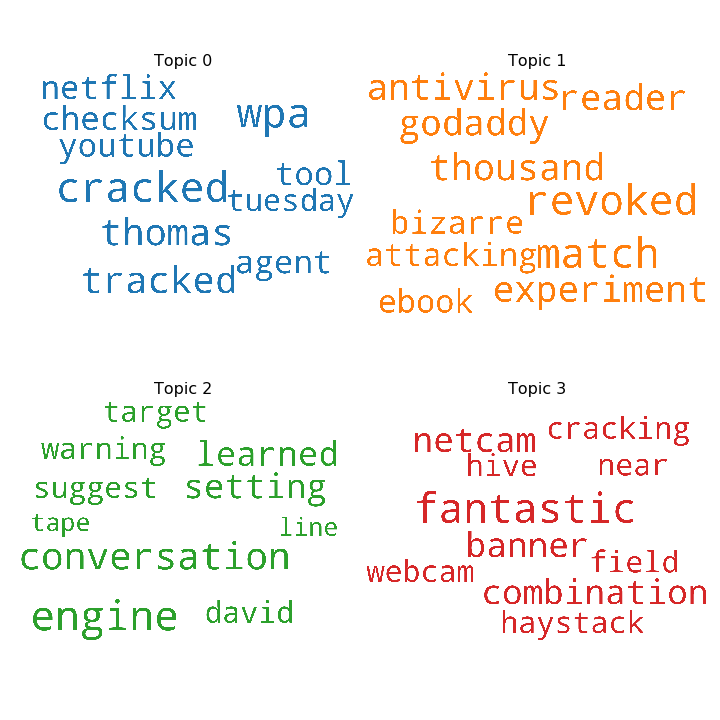 Topic 0
netflix
wpa
checksum
youtube
tool
cracked
tuesday
thomas
agent
tracked
Topic 1
antivirus
reader
godaddy
thousand
revoked
bizarre
attacking
match
experiment
ebook
Topic 2
target
warning
learned
suggest
setting
tape
line
conversation
engine
david
Topic 3
cracking
netcam
hive
near
fantastic
banner
field
webcam
combination
haystack